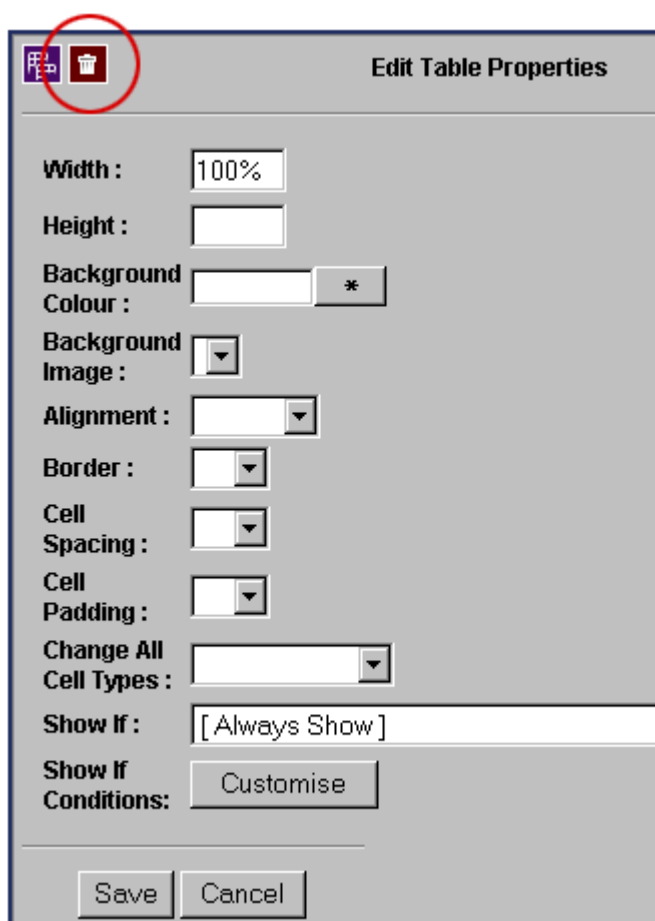 Edit Table Properties
Width : 100%
Height :
Background
Colour : *
Background
Image :
Alignment :
Border :
Cell
Spacing :
Cell
Padding :
Change All
Cell Types :
Show If : [ Always Show ]
Show If
Conditions: Customise
Save Cancel